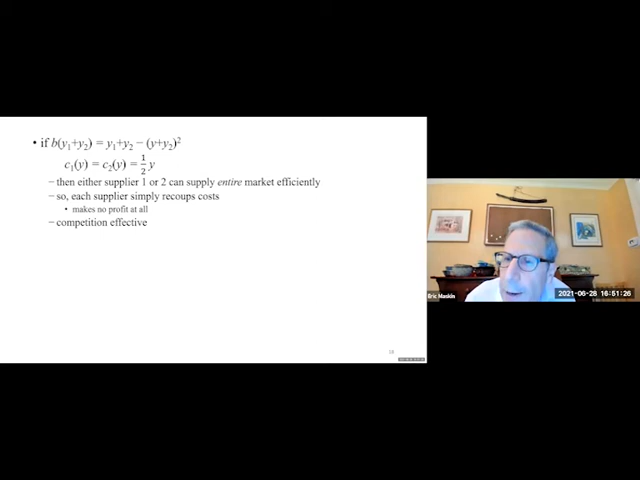 • if b(y₁+y₂) = y₁+y₂ − (y+y₂)²
c₁(y) = c₂(y) = ½ y
– then either supplier 1 or 2 can supply entire market efficiently
– so, each supplier simply recoups costs
• makes no profit at all
– competition effective
18
Eric Maskin
2021-06-28 16:51:26